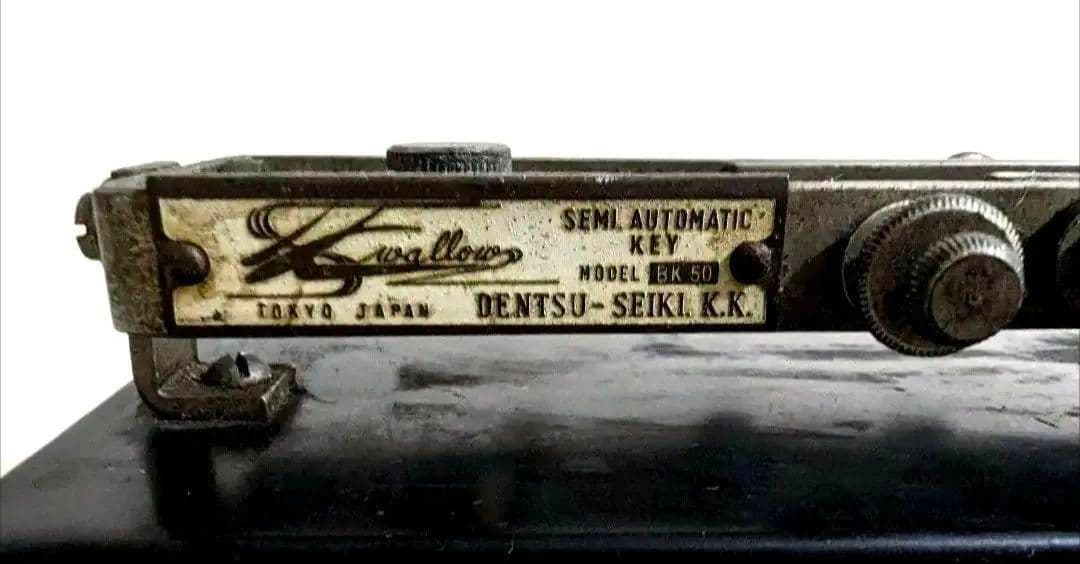 Swallow
SEMI. AUTOMATIC
KEY
MODEL BK 50
TOKYO JAPAN
DENTSU-SEIKI. K.K.